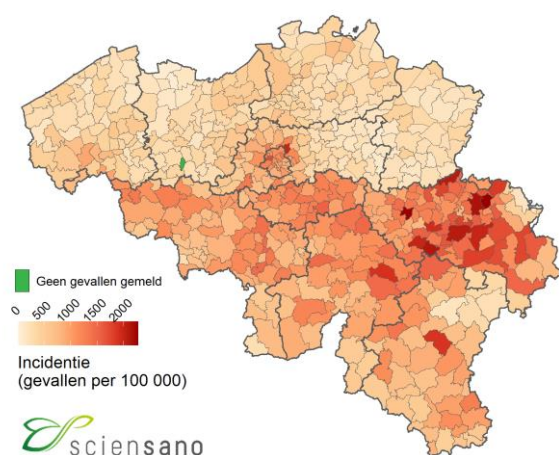 Geen gevallen gemeld
0 500 1000 1500 2000
Incidentie
(gevallen per 100 000)
sciensano